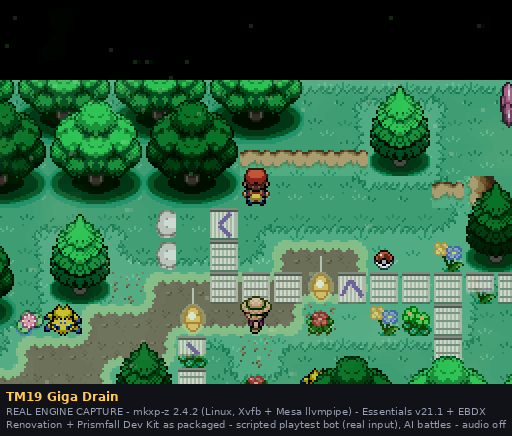 TM19 Giga Drain
REAL ENGINE CAPTURE - mkxp-z 2.4.2 (Linux, Xvfb + Mesa llvmpipe) - Essentials v21.1 + EBDX
Renovation + Prismfall Dev Kit as packaged - scripted playtest bot (real input), AI battles - audio off